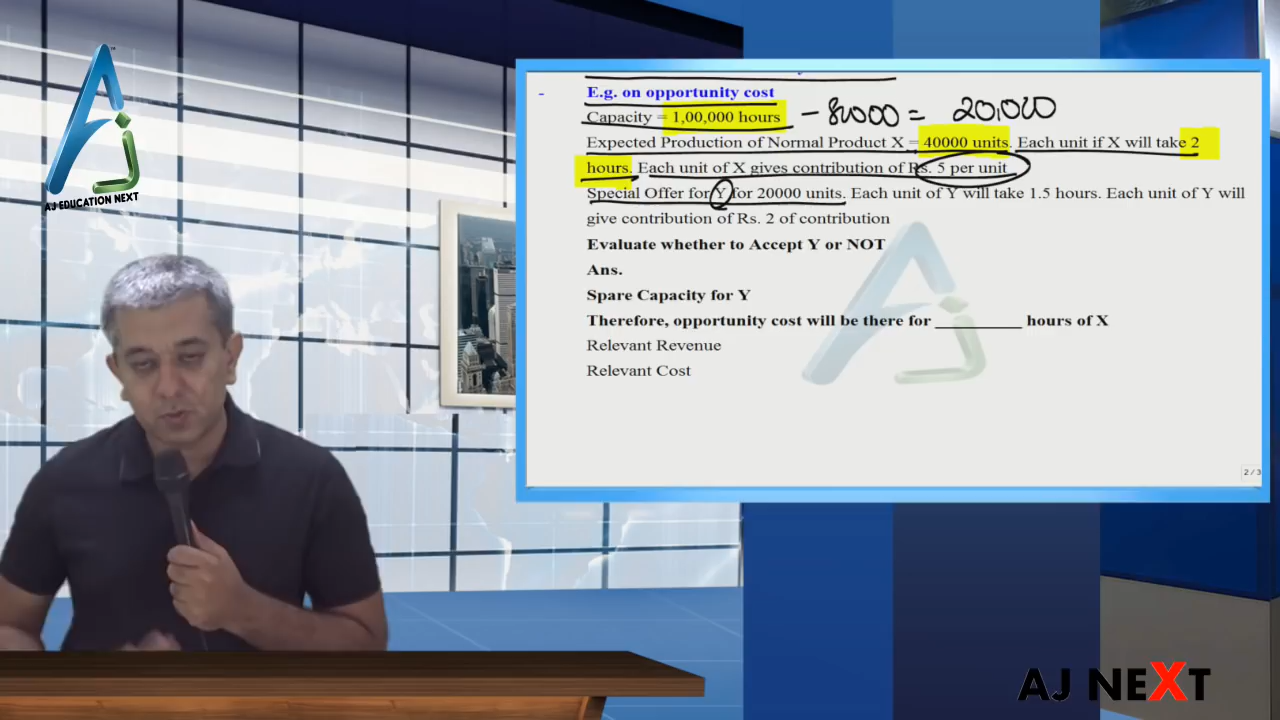 AJ EDUCATION NEXT
- E.g. on opportunity cost
Capacity = 1,00,000 hours - 80000 = 20,000
Expected Production of Normal Product X = 40000 units. Each unit if X will take 2
hours. Each unit of X gives contribution of Rs. 5 per unit
Special Offer for Y for 20000 units. Each unit of Y will take 1.5 hours. Each unit of Y will
give contribution of Rs. 2 of contribution
Evaluate whether to Accept Y or NOT
Ans.
Spare Capacity for Y
Therefore, opportunity cost will be there for __________ hours of X
Relevant Revenue
Relevant Cost
2 / 3
AJ NEXT